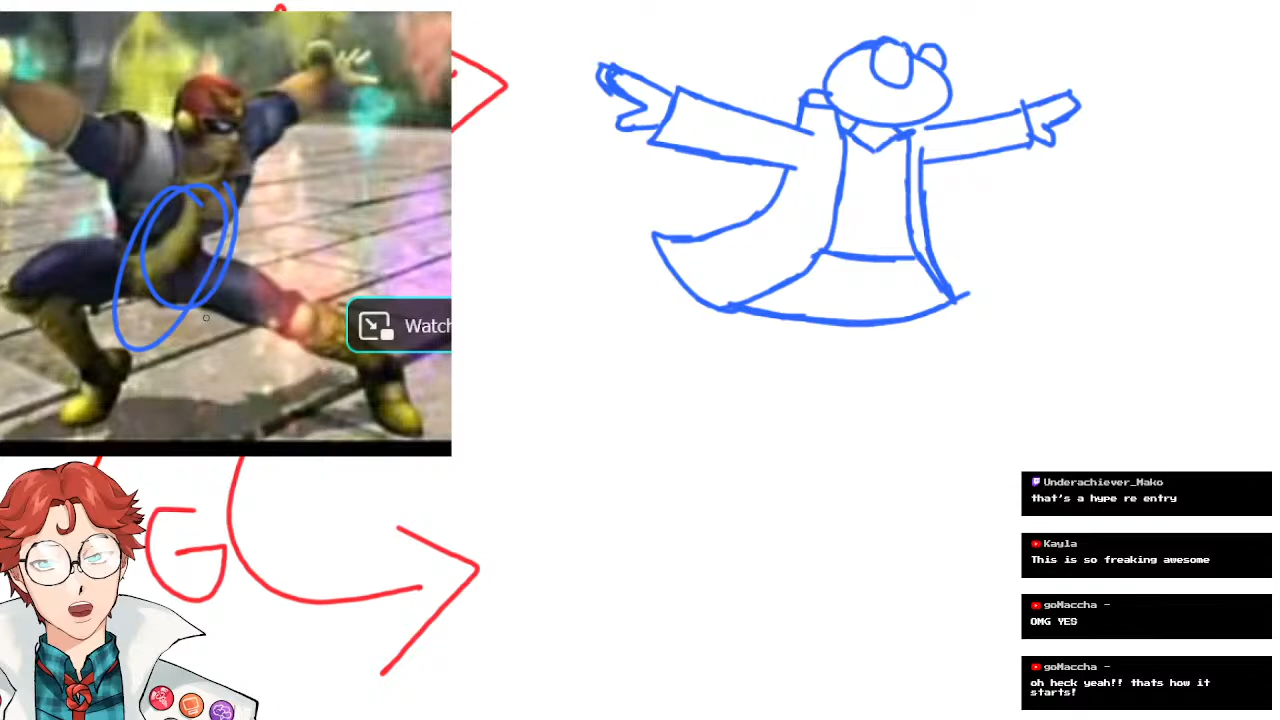 Watch
G
Underachiever_Mako
that's a hype re entry
Kayla
This is so freaking awesome
goMaccha -
OMG YES
goMaccha -
oh heck yeah!! thats how it
starts!